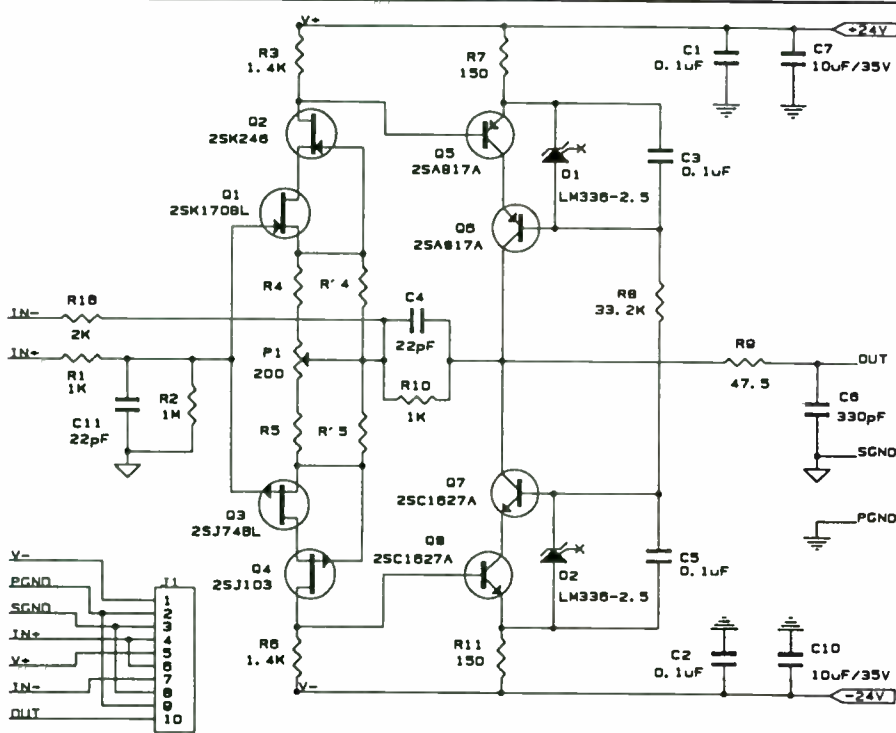 V+
+24V
R3
1.4K
R7
150
C1
0.1uF
C7
10uF/35V
Q2
2SK246
Q5
2SA817A
D1
LM336-2.5
C3
0.1uF
Q1
2SK170BL
Q6
2SA817A
R4
R'4
R8
33.2K
IN-
R18
2K
C4
22pF
IN+
R1
1K
P1
200
R10
1K
R9
47.5
OUT
C11
22pF
R2
1M
R5
R'5
C6
330pF
SGND
Q3
2SJ74BL
Q7
2SC1627A
PGND
Q4
2SJ103
Q8
2SC1627A
D2
LM336-2.5
C5
0.1uF
R6
1.4K
R11
150
C2
0.1uF
C10
10uF/35V
V-
-24V
J1
V- 1
PGND 2
SGND 3
IN+ 4
V+ 5
6
IN- 7
8
9
OUT 10